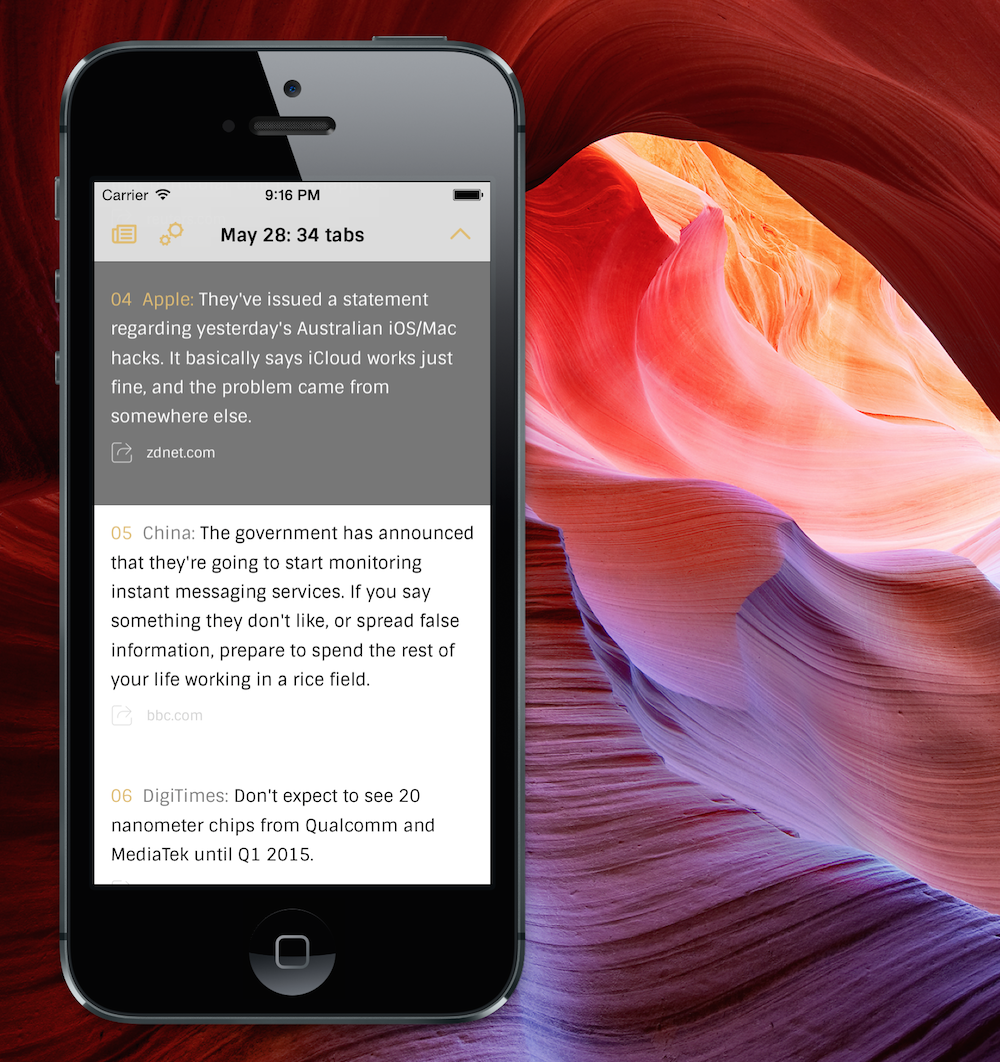 Carrier 9:16 PM
May 28: 34 tabs
04 Apple: They've issued a statement
regarding yesterday's Australian iOS/Mac
hacks. It basically says iCloud works just
fine, and the problem came from
somewhere else.
zdnet.com
05 China: The government has announced
that they're going to start monitoring
instant messaging services. If you say
something they don't like, or spread false
information, prepare to spend the rest of
your life working in a rice field.
bbc.com
06 DigiTimes: Don't expect to see 20
nanometer chips from Qualcomm and
MediaTek until Q1 2015.